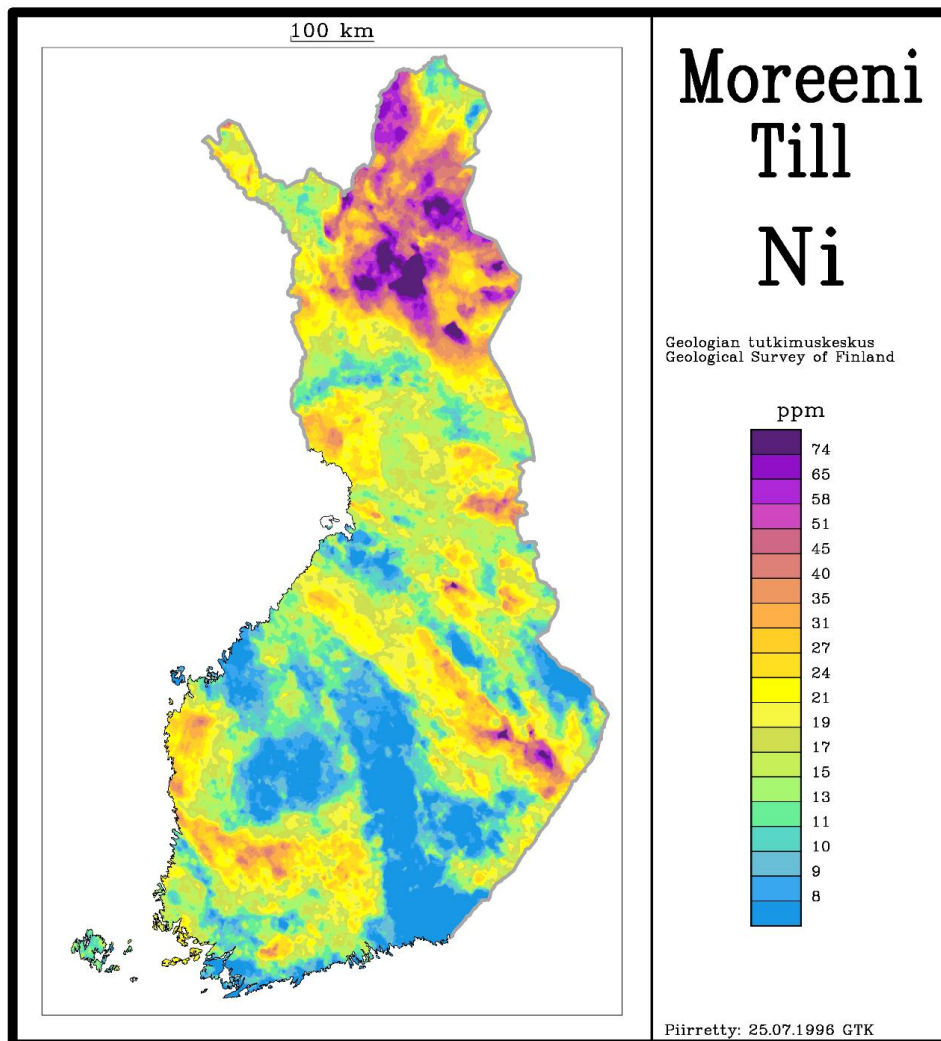 100 km
Moreeni
Till
Ni
Geologian tutkimuskeskus
Geological Survey of Finland
ppm
74
65
58
51
45
40
35
31
27
24
21
19
17
15
13
11
10
9
8
Piirretty: 25.07.1996 GTK